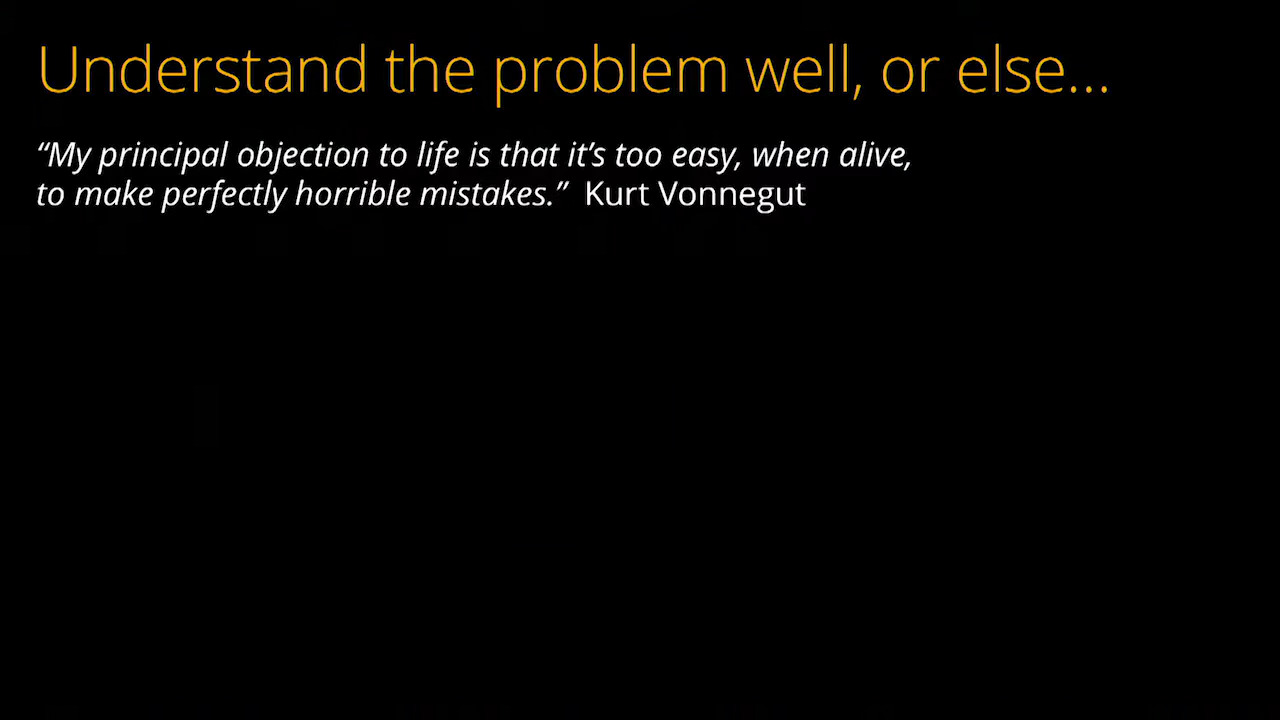 Understand the problem well, or else...
“My principal objection to life is that it’s too easy, when alive,
to make perfectly horrible mistakes.” Kurt Vonnegut